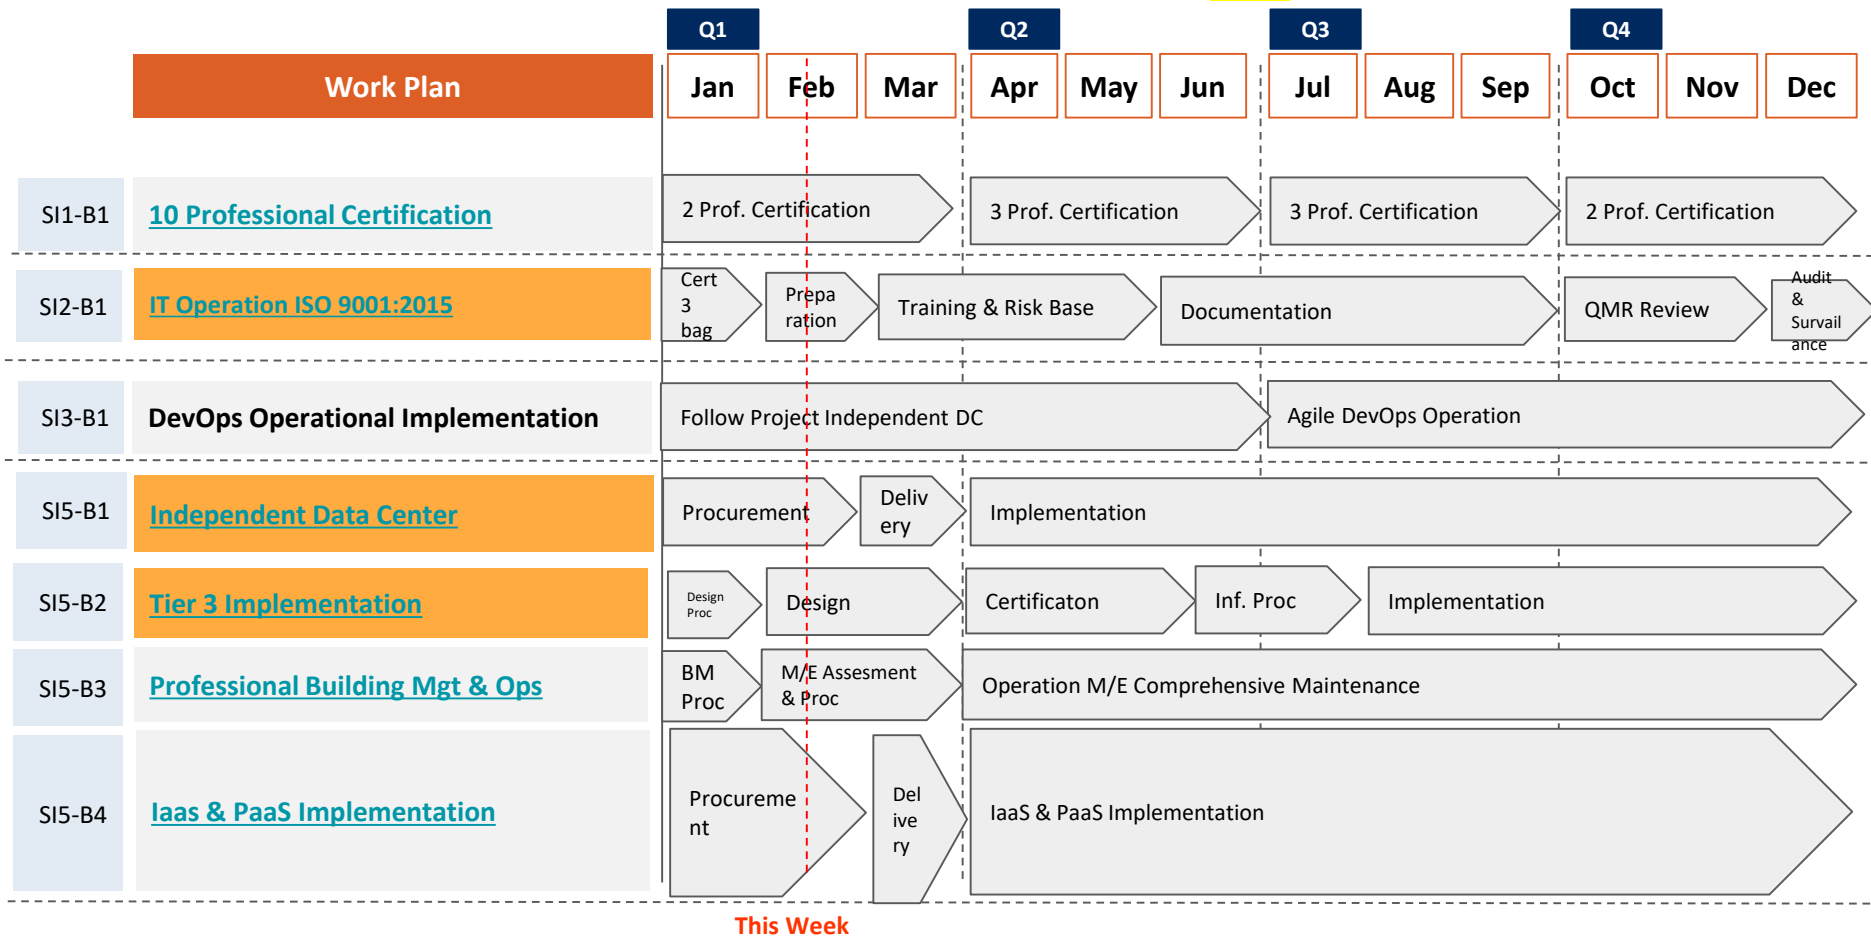 Q1 Q2 Q3 Q4
Work Plan Jan Feb Mar Apr May Jun Jul Aug Sep Oct Nov Dec
SI1-B1 10 Professional Certification 2 Prof. Certification 3 Prof. Certification 3 Prof. Certification 2 Prof. Certification
SI2-B1 IT Operation ISO 9001:2015
Cert
3
bag
Prepa
ration
Training & Risk Base
Documentation
QMR Review
Audit
&
Survail
ance
SI3-B1 DevOps Operational Implementation Follow Project Independent DC Agile DevOps Operation
SI5-B1 Independent Data Center Procurement
Deliv
ery
Implementation
SI5-B2 Tier 3 Implementation
Design
Proc
Design
Certificaton
Inf. Proc
Implementation
SI5-B3 Professional Building Mgt & Ops
BM
Proc
M/E Assesment
& Proc
Operation M/E Comprehensive Maintenance
SI5-B4 Iaas & PaaS Implementation
Procureme
nt
Del
ive
ry
IaaS & PaaS Implementation
This Week